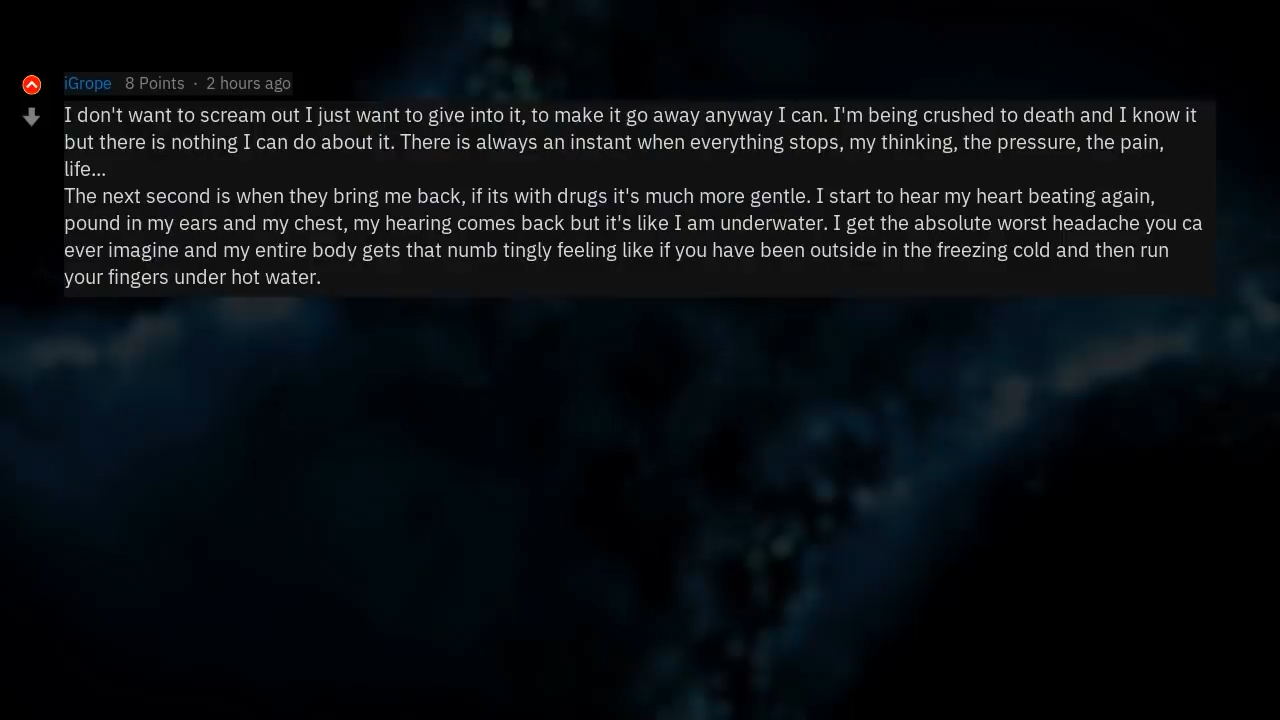 iGrope 8 Points · 2 hours ago
I don't want to scream out I just want to give into it, to make it go away anyway I can. I'm being crushed to death and I know it
but there is nothing I can do about it. There is always an instant when everything stops, my thinking, the pressure, the pain,
life...
The next second is when they bring me back, if its with drugs it's much more gentle. I start to hear my heart beating again,
pound in my ears and my chest, my hearing comes back but it's like I am underwater. I get the absolute worst headache you ca
ever imagine and my entire body gets that numb tingly feeling like if you have been outside in the freezing cold and then run
your fingers under hot water.